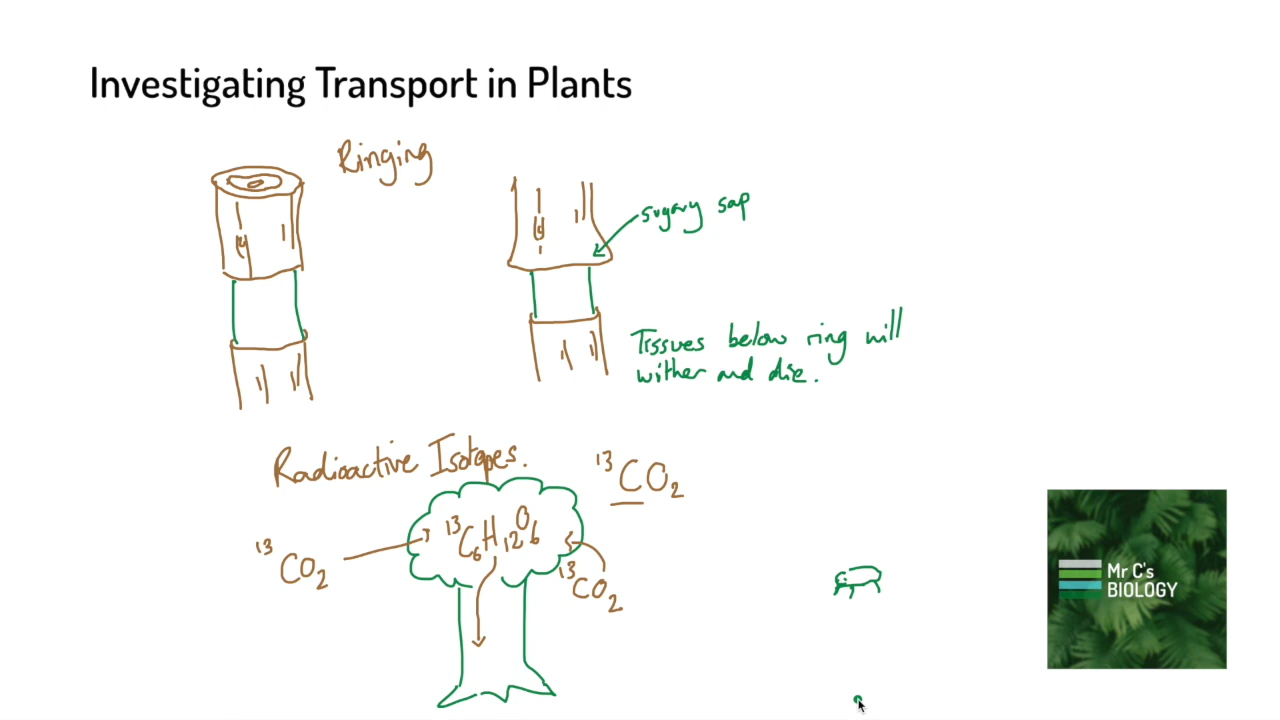 Investigating Transport in Plants
Ringing
sugary sap
Tissues below ring will
wither and die.
Radioactive Isotopes.
¹³CO₂
¹³C₆H₁₂O₆
¹³CO₂
¹³CO₂
Mr C's
BIOLOGY